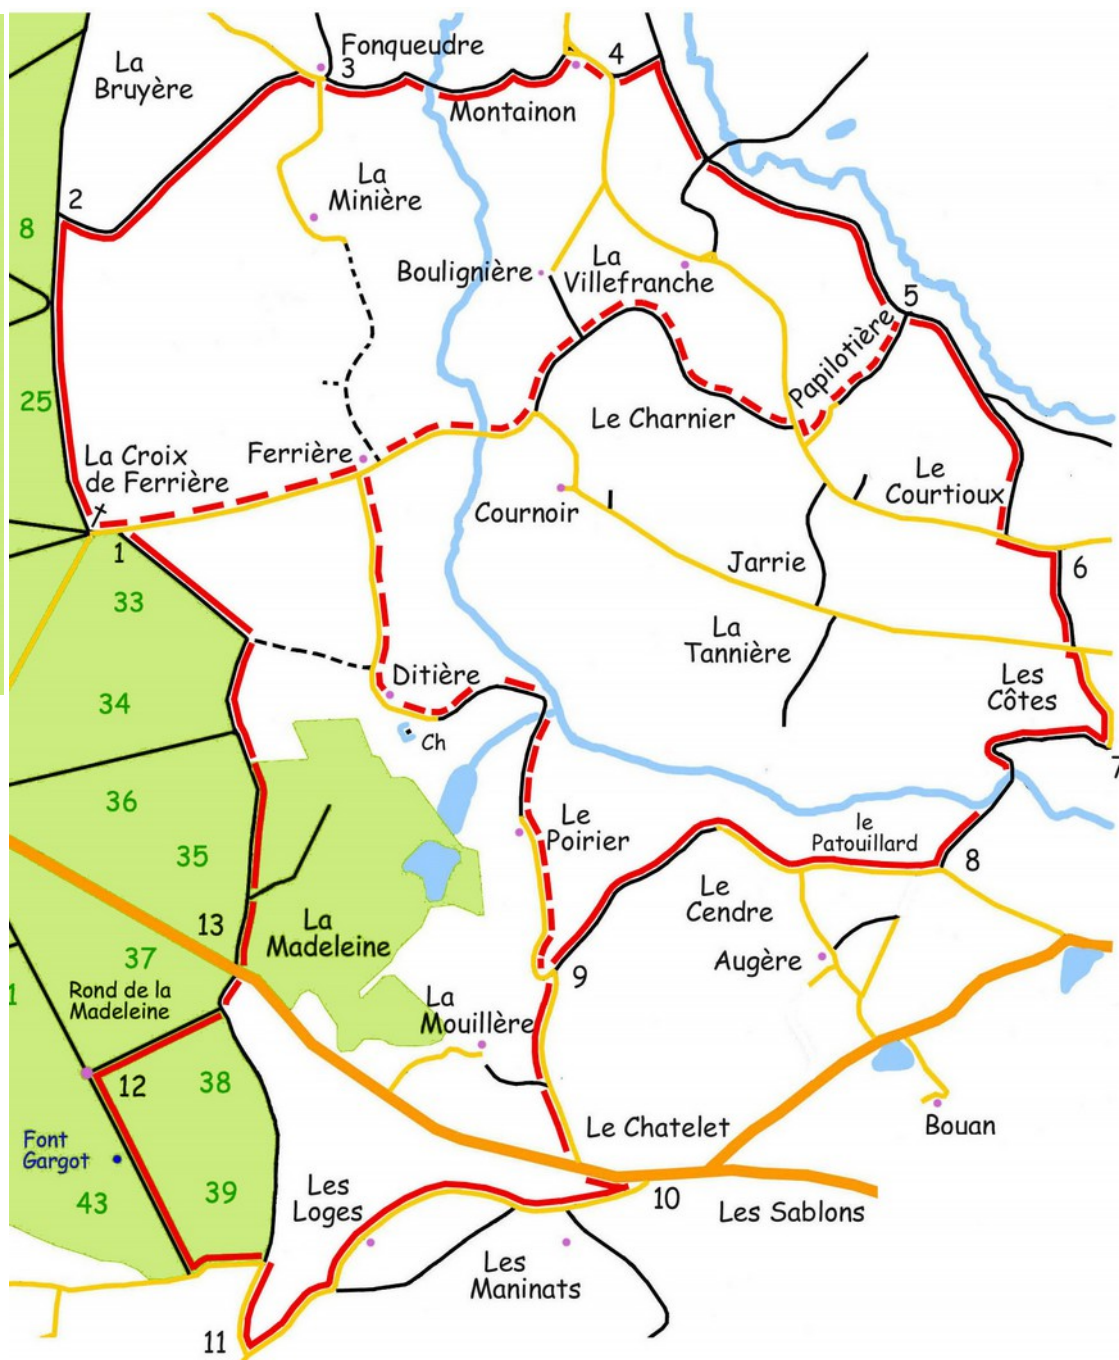 Fonqueudre
La
Bruyère
3
4
Montainon
La
Minière
2
8
Boulignière
La
Villefranche
5
Papilotière
25
Le Charnier
La Croix
de Ferrière
Ferrière
Le
Courtioux
Cournoir
1
Jarrie
6
33
La
Tannière
Ditière
Les
Côtes
34
Ch
7
36
Le
Poirier
le
Patouillard
8
35
Le
Cendre
13
La
Madeleine
37
Augère
9
1
Rond de la
Madeleine
La
Mouillère
12
38
Le Chatelet
Bouan
Font
Gargot
43
39
Les
Loges
10
Les Sablons
Les
Maninats
11